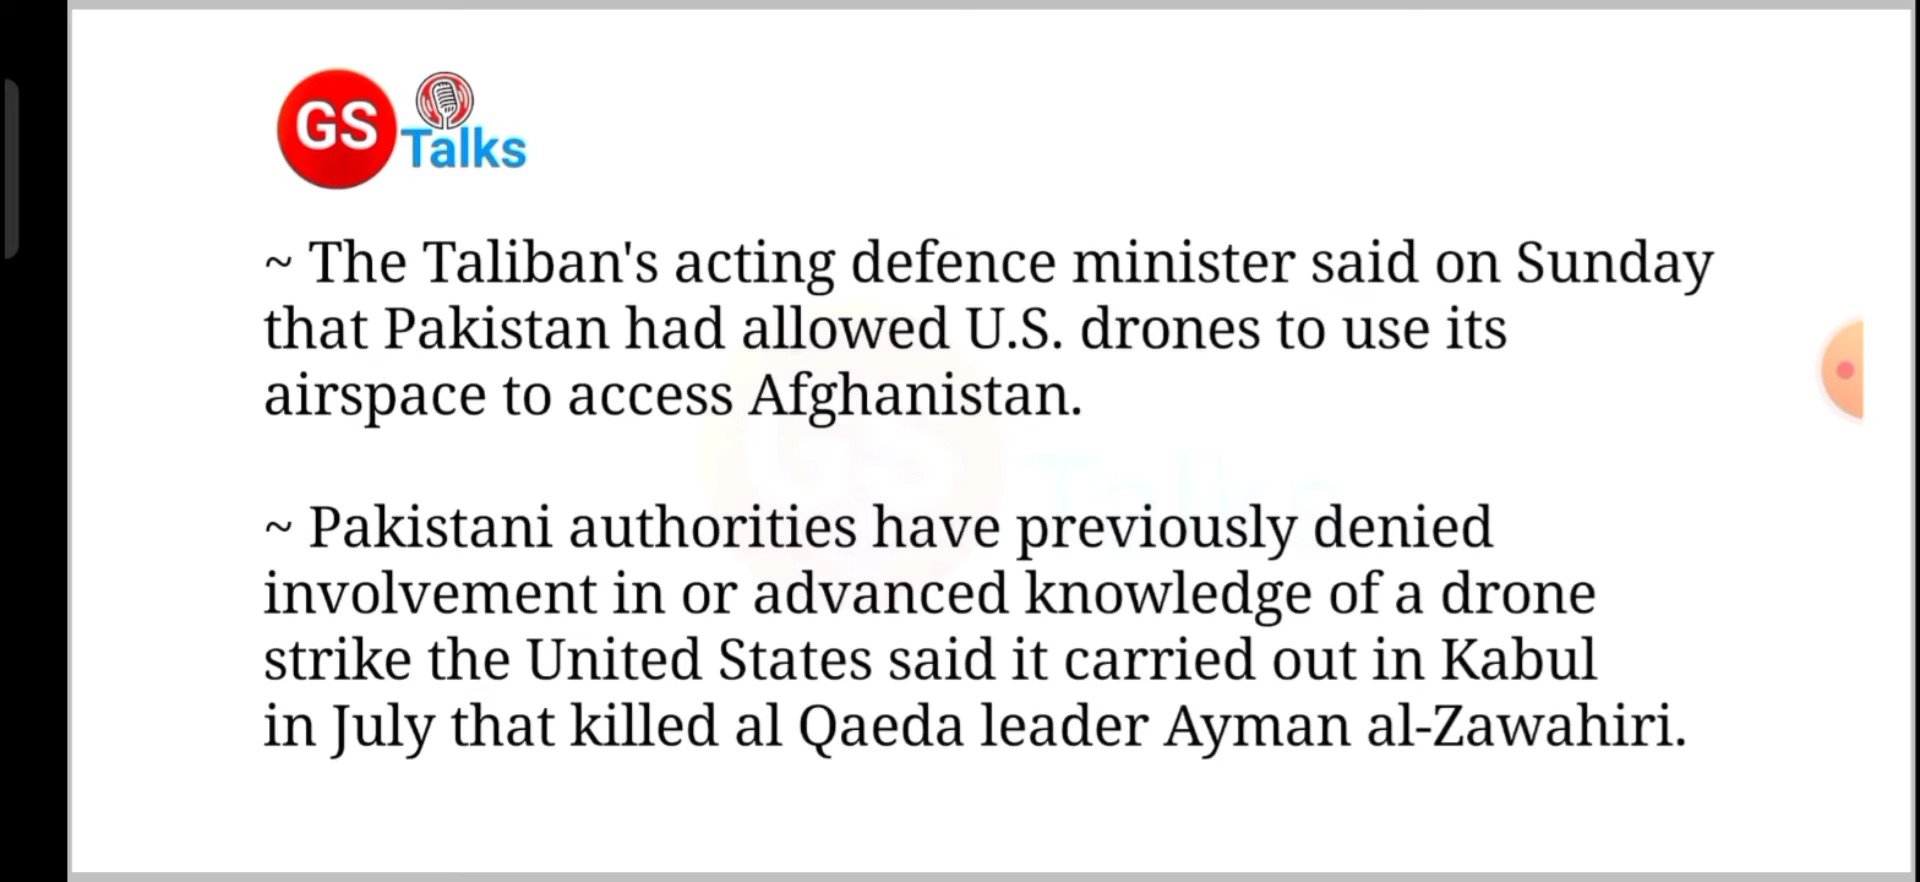 GS
Talks
~ The Taliban's acting defence minister said on Sunday
that Pakistan had allowed U.S. drones to use its
airspace to access Afghanistan.
~ Pakistani authorities have previously denied
involvement in or advanced knowledge of a drone
strike the United States said it carried out in Kabul
in July that killed al Qaeda leader Ayman al-Zawahiri.
GS Talks